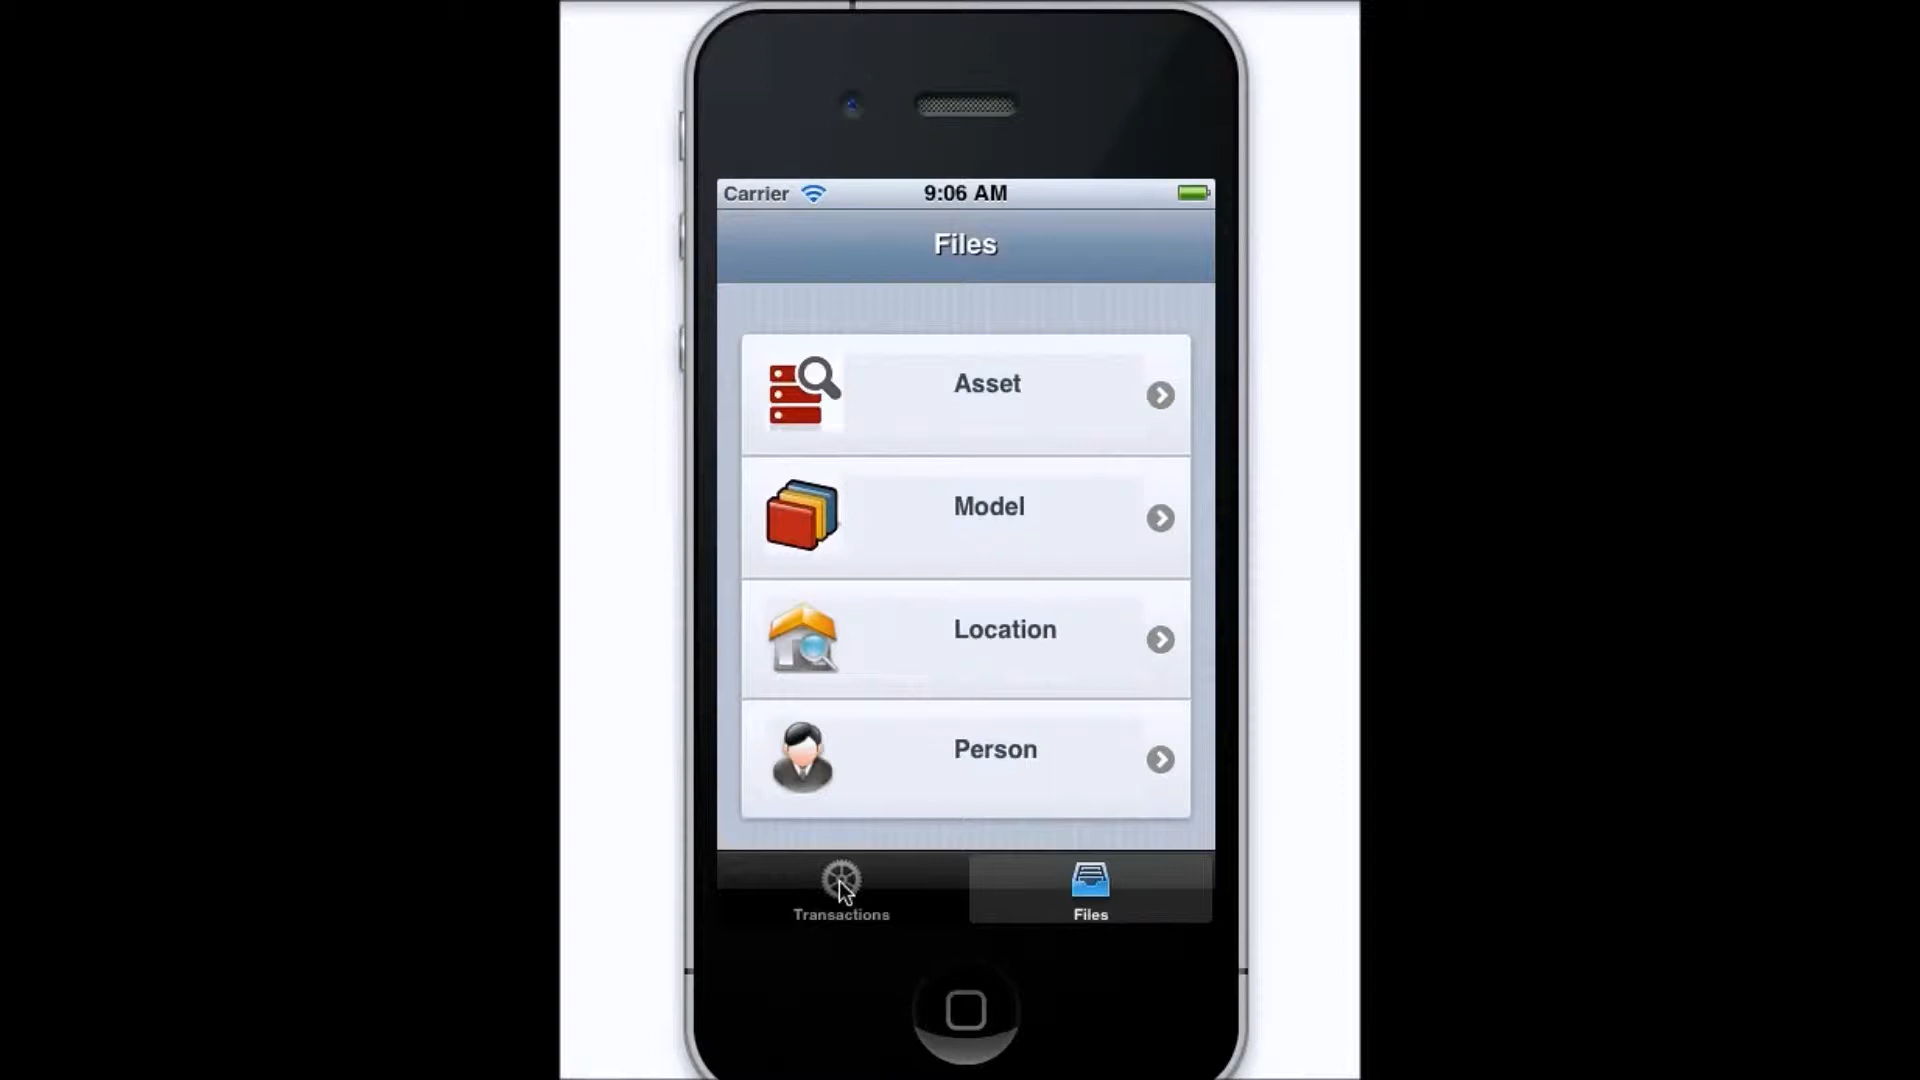 Carrier 9:06 AM
Files
Asset
Model
Location
Person
Transactions Files